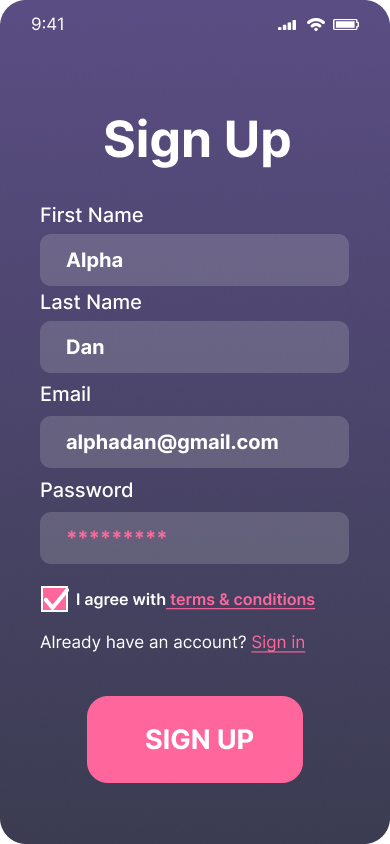 9:41
Sign Up
First Name
Alpha
Last Name
Dan
Email
alphadan@gmail.com
Password
*********
I agree with terms & conditions
Already have an account? Sign in
SIGN UP